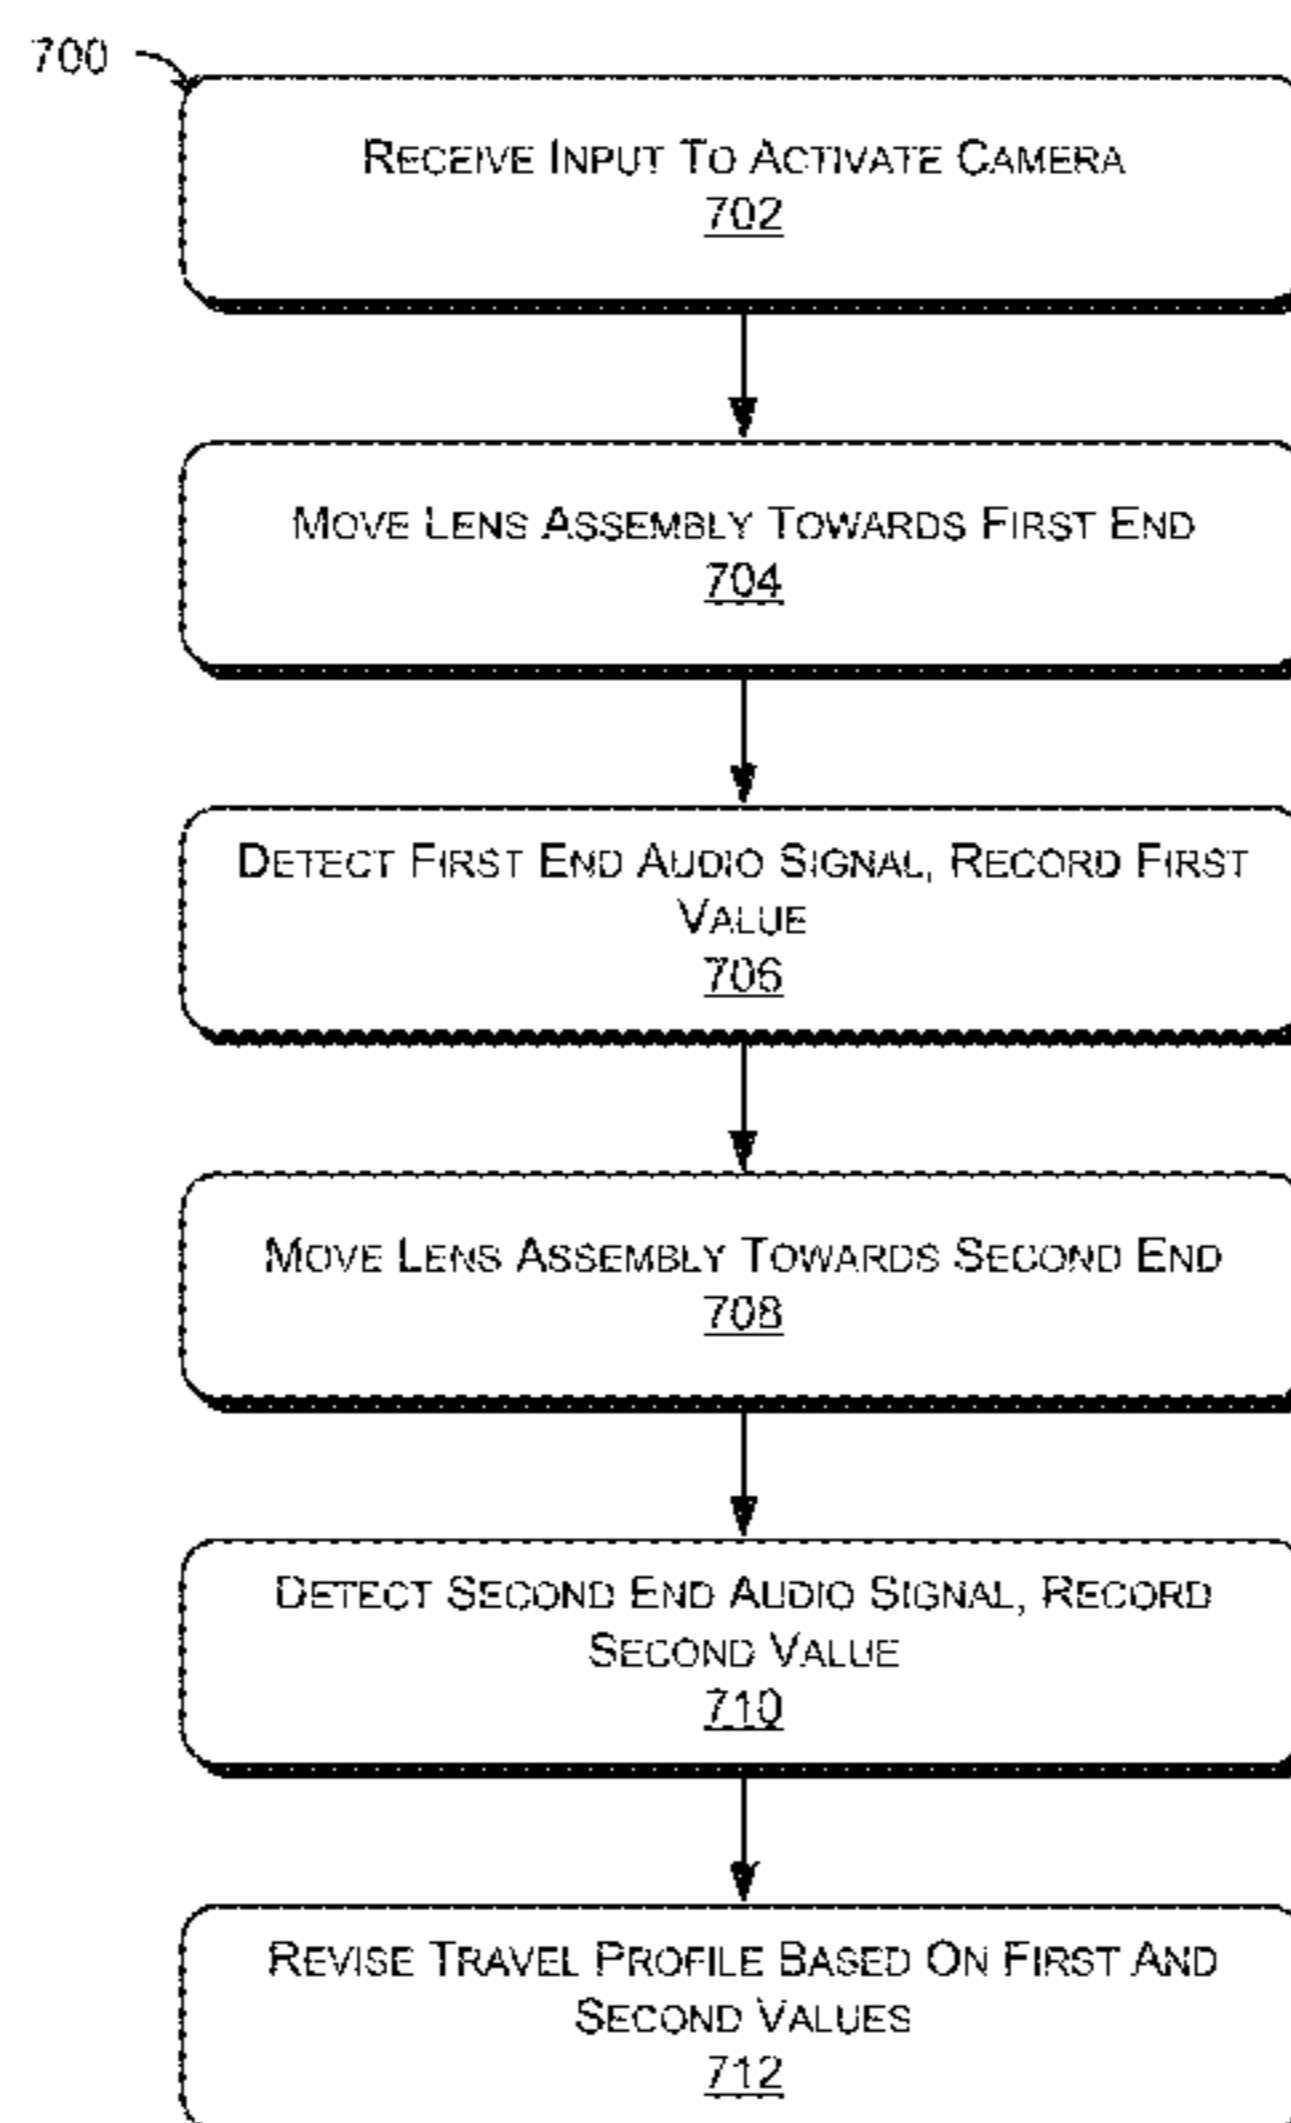 700
RECEIVE INPUT TO ACTIVATE CAMERA
702
MOVE LENS ASSEMBLY TOWARDS FIRST END
704
DETECT FIRST END AUDIO SIGNAL, RECORD FIRST
VALUE
706
MOVE LENS ASSEMBLY TOWARDS SECOND END
708
DETECT SECOND END AUDIO SIGNAL, RECORD
SECOND VALUE
710
REVISE TRAVEL PROFILE BASED ON FIRST AND
SECOND VALUES
712